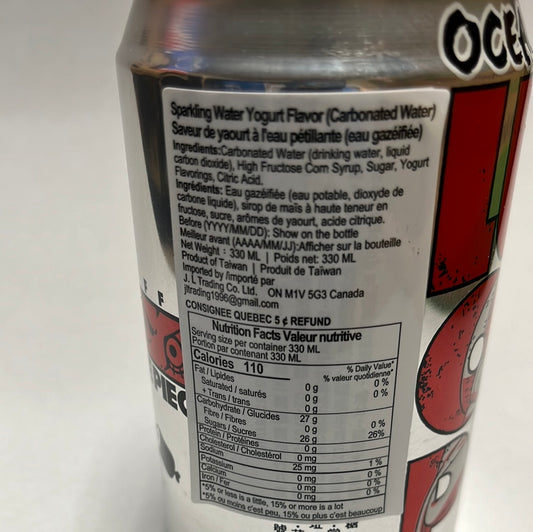 OCEA
Sparkling Water Yogurt Flavor (Carbonated Water)
Saveur de yaourt à l'eau pétillante (eau gazéifiée)
Ingredients:Carbonated Water (drinking water, liquid
carbon dioxide), High Fructose Corn Syrup, Sugar, Yogurt
Flavorings, Citric Acid.
Ingrédients: Eau gazéifiée (eau potable, dioxyde de
carbone liquide), sirop de maïs à haute teneur en
fructose, sucre, arômes de yaourt, acide citrique.
Before (YYYY/MM/DD): Show on the bottle
Meilleur avant (AAAA/MM/JJ):Afficher sur la bouteille
Net Weight : 330 ML | Poids net: 330 ML
Product of Taiwan | Produit de Taïwan
Imported by /importé par
J. L Trading Co. Ltd. ON M1V 5G3 Canada
jltrading1996@gmail.com
CONSIGNEE QUEBEC 5 ¢ REFUND
Nutrition Facts Valeur nutritive
Serving size per container 330 ML
Portion par contenant 330 ML
Calories 110
% Daily Value*
% valeur quotidienne*
Fat / Lipides 0 g 0 %
Saturated / saturés 0 g 0 %
+ Trans / trans 0 g
Carbohydrate / Glucides 27 g
Fibre / Fibres 0 g 0 %
Sugars / Sucres 26 g 26%
Protein / Protéines 0 g
Cholesterol / Cholestérol 0 mg
Sodium 25 mg 1 %
Potassium 0 mg 0 %
Calcium 0 mg 0 %
Iron / Fer 0 mg 0 %
*5% or less is a little, 15% or more is a lot
*5% ou moins c'est peu, 15% ou plus c'est beaucoup
F F
PIEC